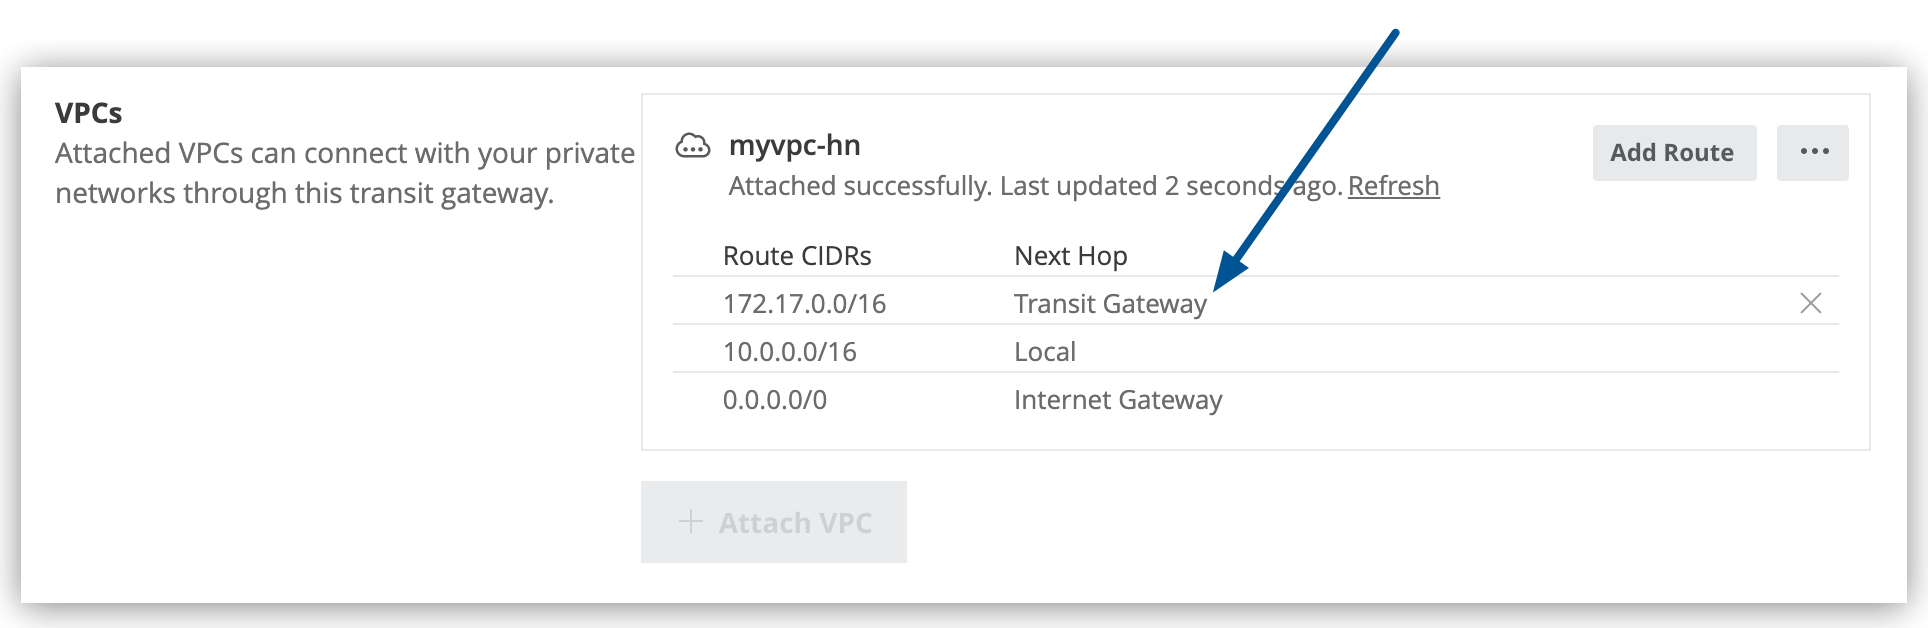 VPCs
Attached VPCs can connect with your private
networks through this transit gateway.
myvpc-hn
Attached successfully. Last updated 2 seconds ago. Refresh
Add Route
Route CIDRs Next Hop
172.17.0.0/16 Transit Gateway
10.0.0.0/16 Local
0.0.0.0/0 Internet Gateway
+ Attach VPC